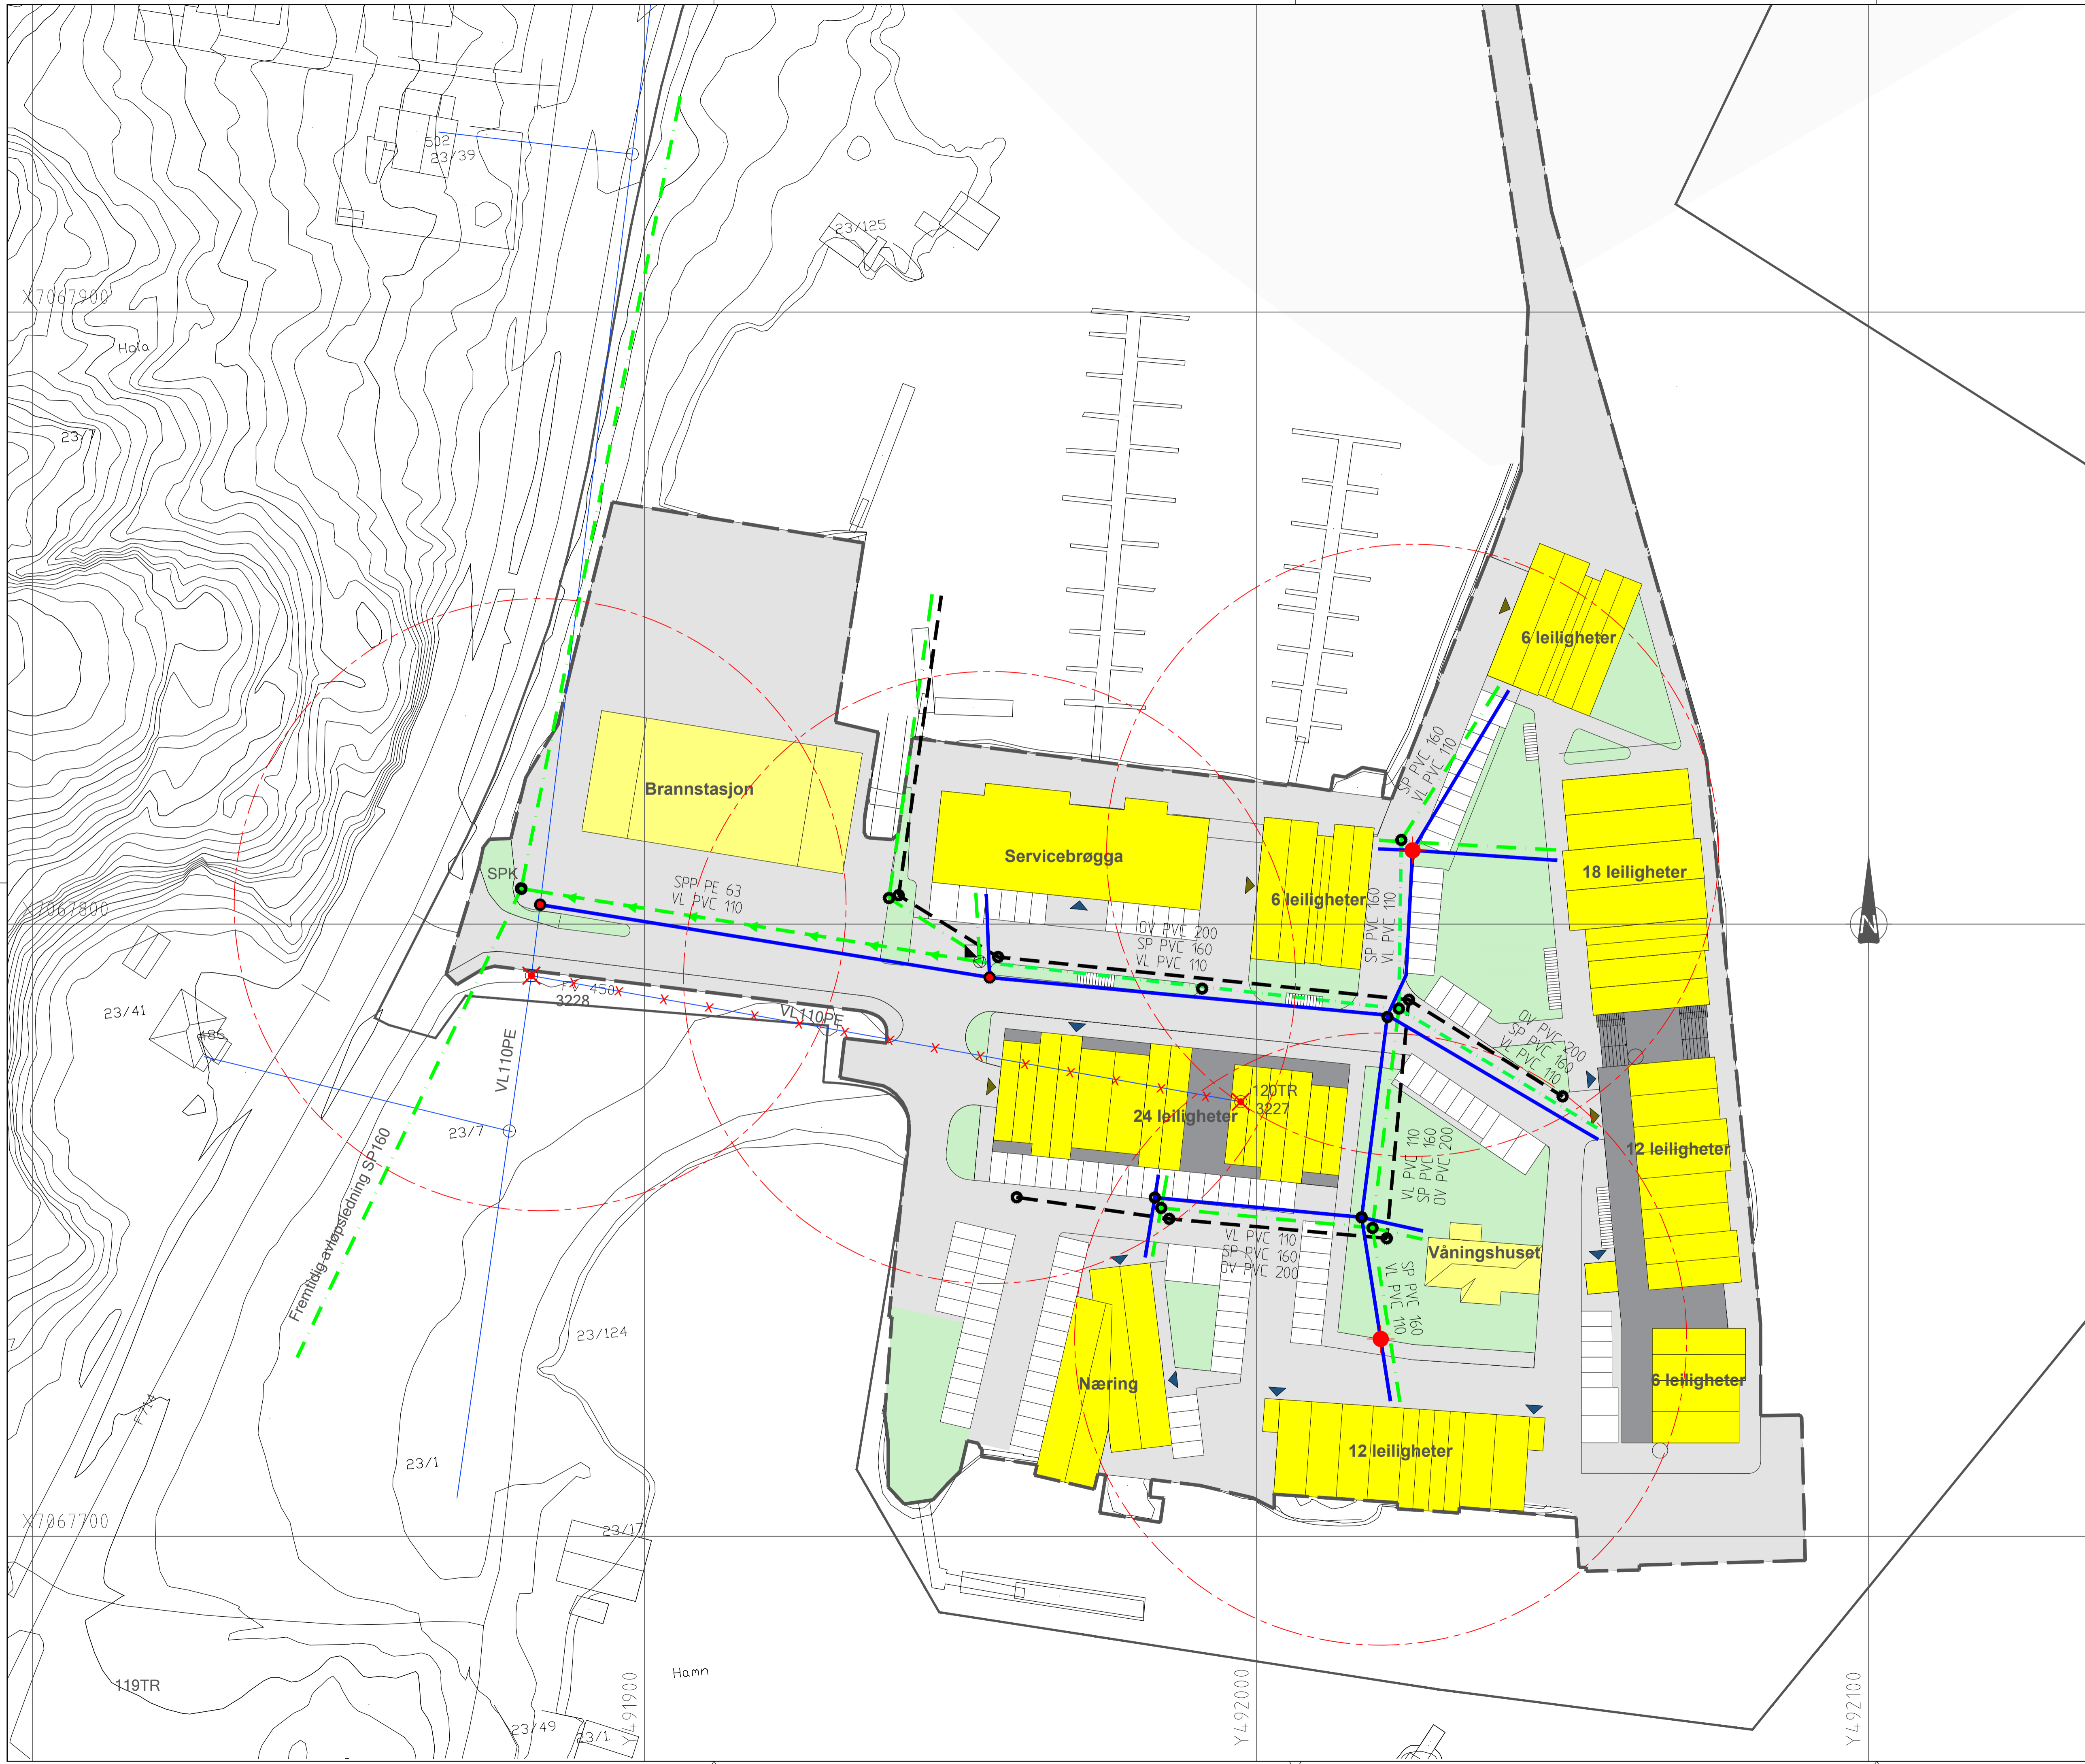 502
23/39
23/125
X7067900
Hola
23/7
6 leiligheter
SP PVC 160
VL PVC 110
Brannstasjon
Servicebrøgga
18 leiligheter
SPK
SPP PE 63
VL PVC 110
6 leiligheter
SP PVC 160
VL PVC 110
X7067800
OV PVC 200
SP PVC 160
VL PVC 110
N
3228
VL110PE
23/41
486
VL110PE
OV PVC 200
SP PVC 160
VL PVC 110
120TR
3227
24 leiligheter
23/7
12 leiligheter
VL PVC 110
SP PVC 160
OV PVC 200
Fremtidig avløpsledning SP160
VL PVC 110
SP PVC 160
OV PVC 200
Våningshuset
SP PVC 160
VL PVC 110
23/124
Næring
6 leiligheter
F714
23/1
12 leiligheter
X7067700
23/17
Hamn
119TR
23/49
23/1
Y491900
Y492000
Y492100